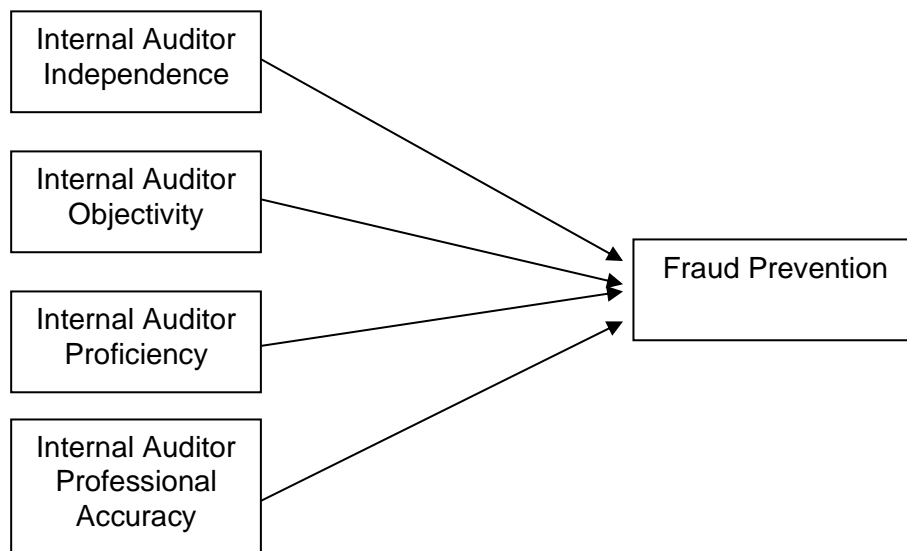 Internal Auditor
Independence
Internal Auditor
Objectivity
Fraud Prevention
Internal Auditor
Proficiency
Internal Auditor
Professional
Accuracy